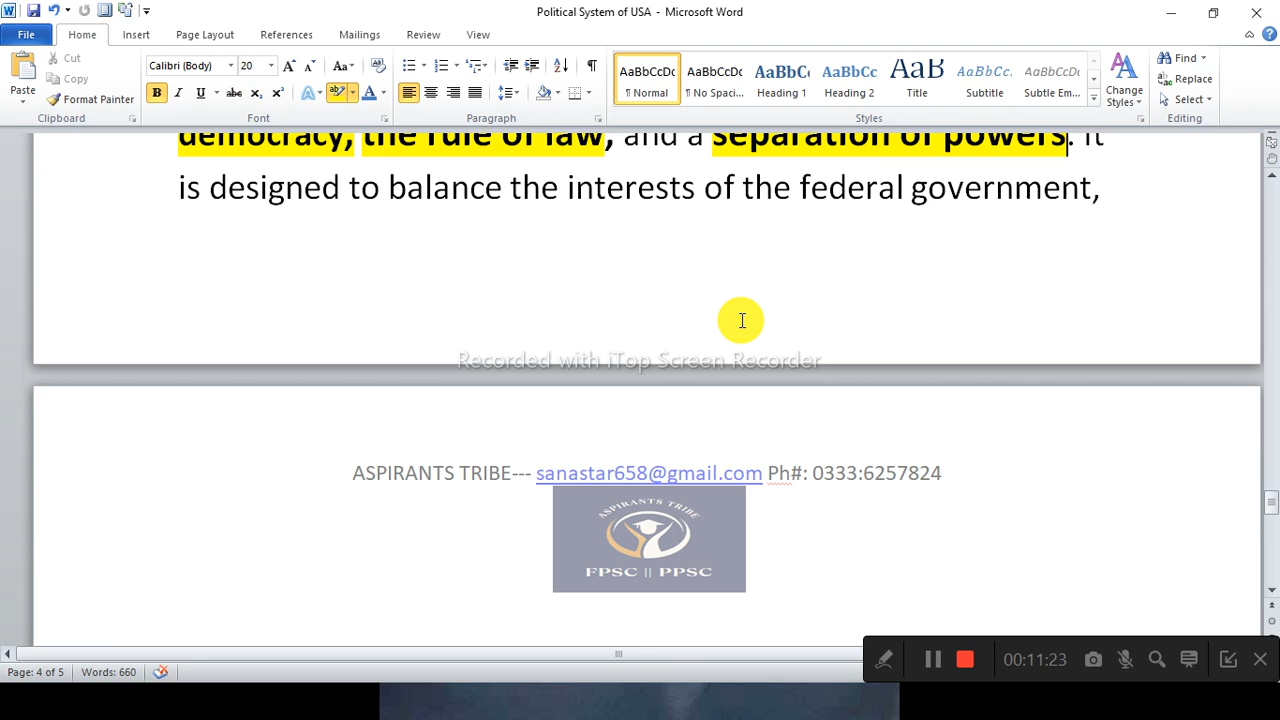 Political System of USA - Microsoft Word
File Home Insert Page Layout References Mailings Review View
Paste
Cut
Copy
Format Painter
Clipboard
Calibri (Body) 20
Font
Paragraph
AaBbCcDc AaBbCcDc AaBbCc AaBbCc AaB AaBbCcDc. AaBbCcDc
¶ Normal ¶ No Spaci... Heading 1 Heading 2 Title Subtitle Subtle Em...
Styles
Change Styles
Find
Replace
Select
Editing
democracy, the rule of law, and a separation of powers. It
is designed to balance the interests of the federal government,
Recorded with iTop Screen Recorder
ASPIRANTS TRIBE--- sanastar658@gmail.com Ph#: 0333:6257824
ASPIRANTS TRIBE
FPSC || PPSC
Page: 4 of 5 Words: 660
00:11:23